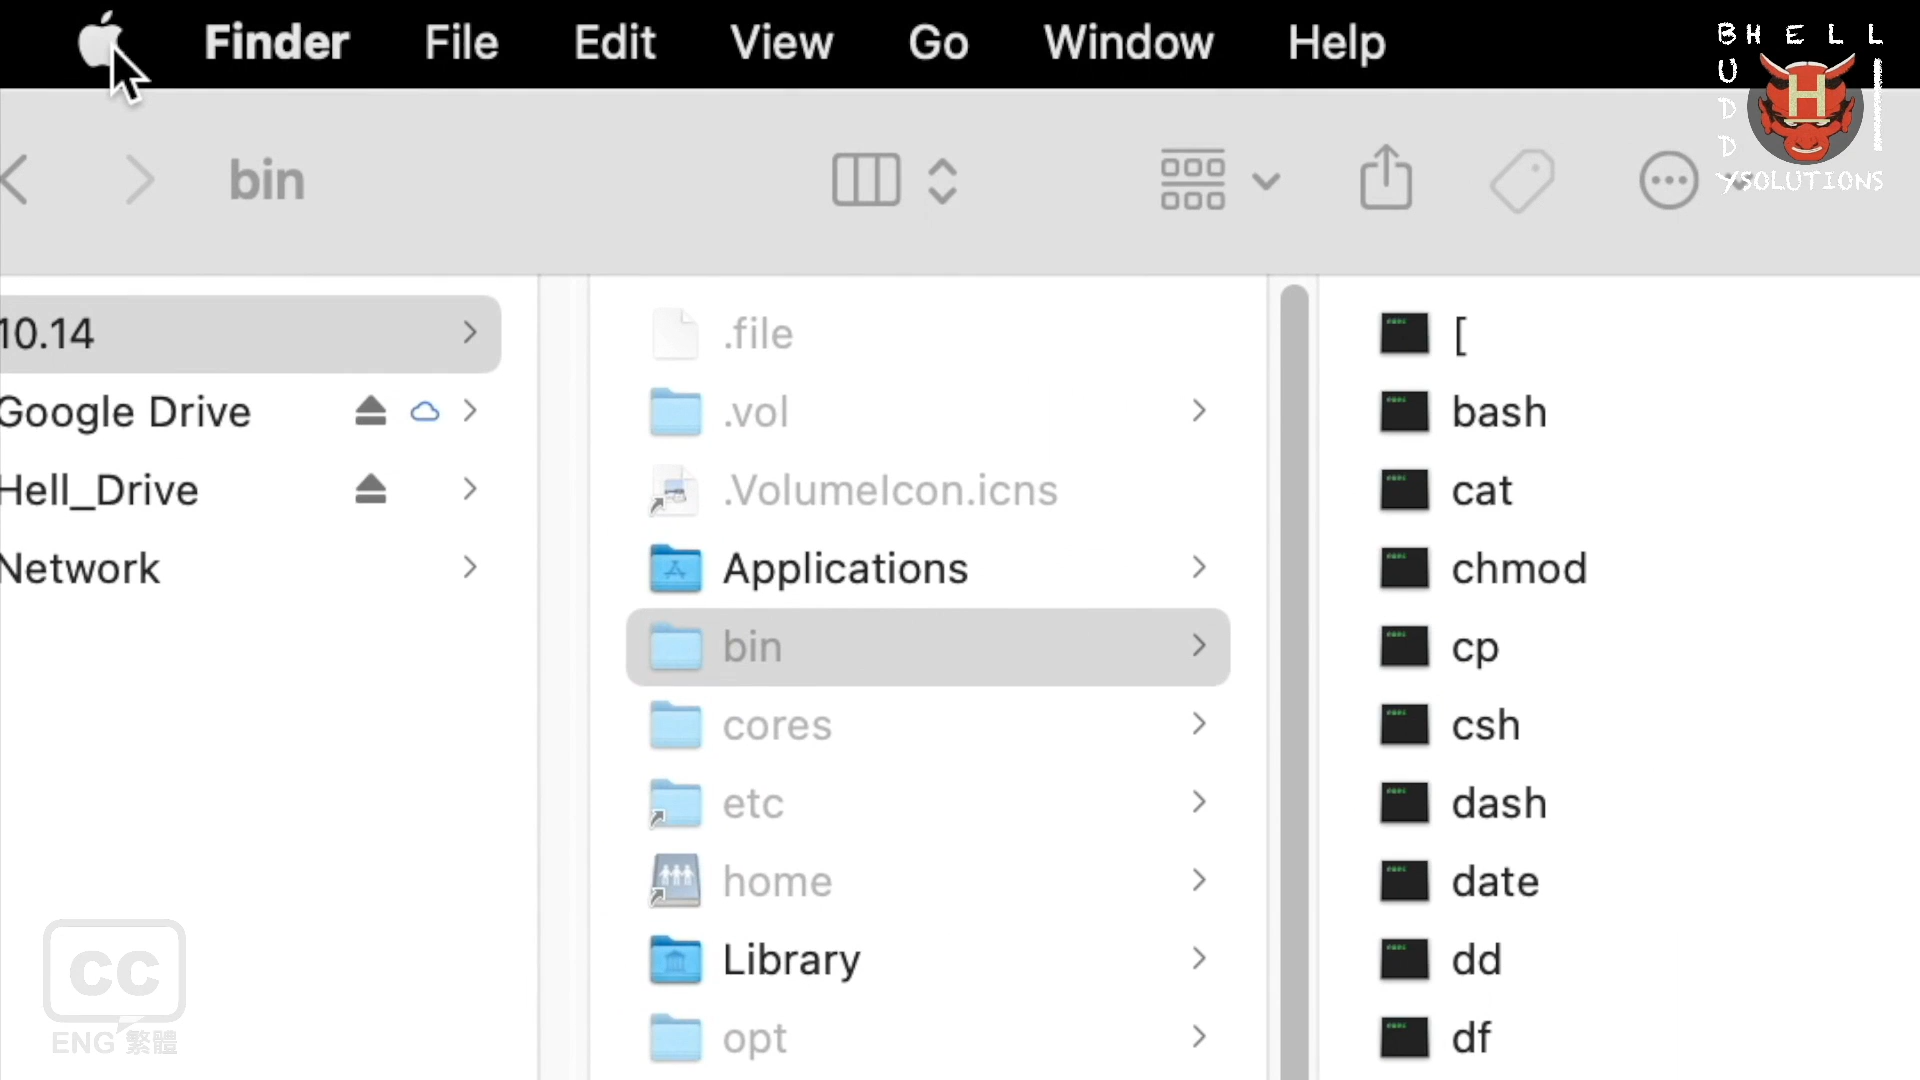 Finder File Edit View Go Window Help
BHELL
BUDD
H
YSOLUTIONS
bin
10.14
Google Drive
Hell_Drive
Network
.file
.vol
.VolumeIcon.icns
Applications
bin
cores
etc
home
Library
opt
[
bash
cat
chmod
cp
csh
dash
date
dd
df
CC
ENG 繁體